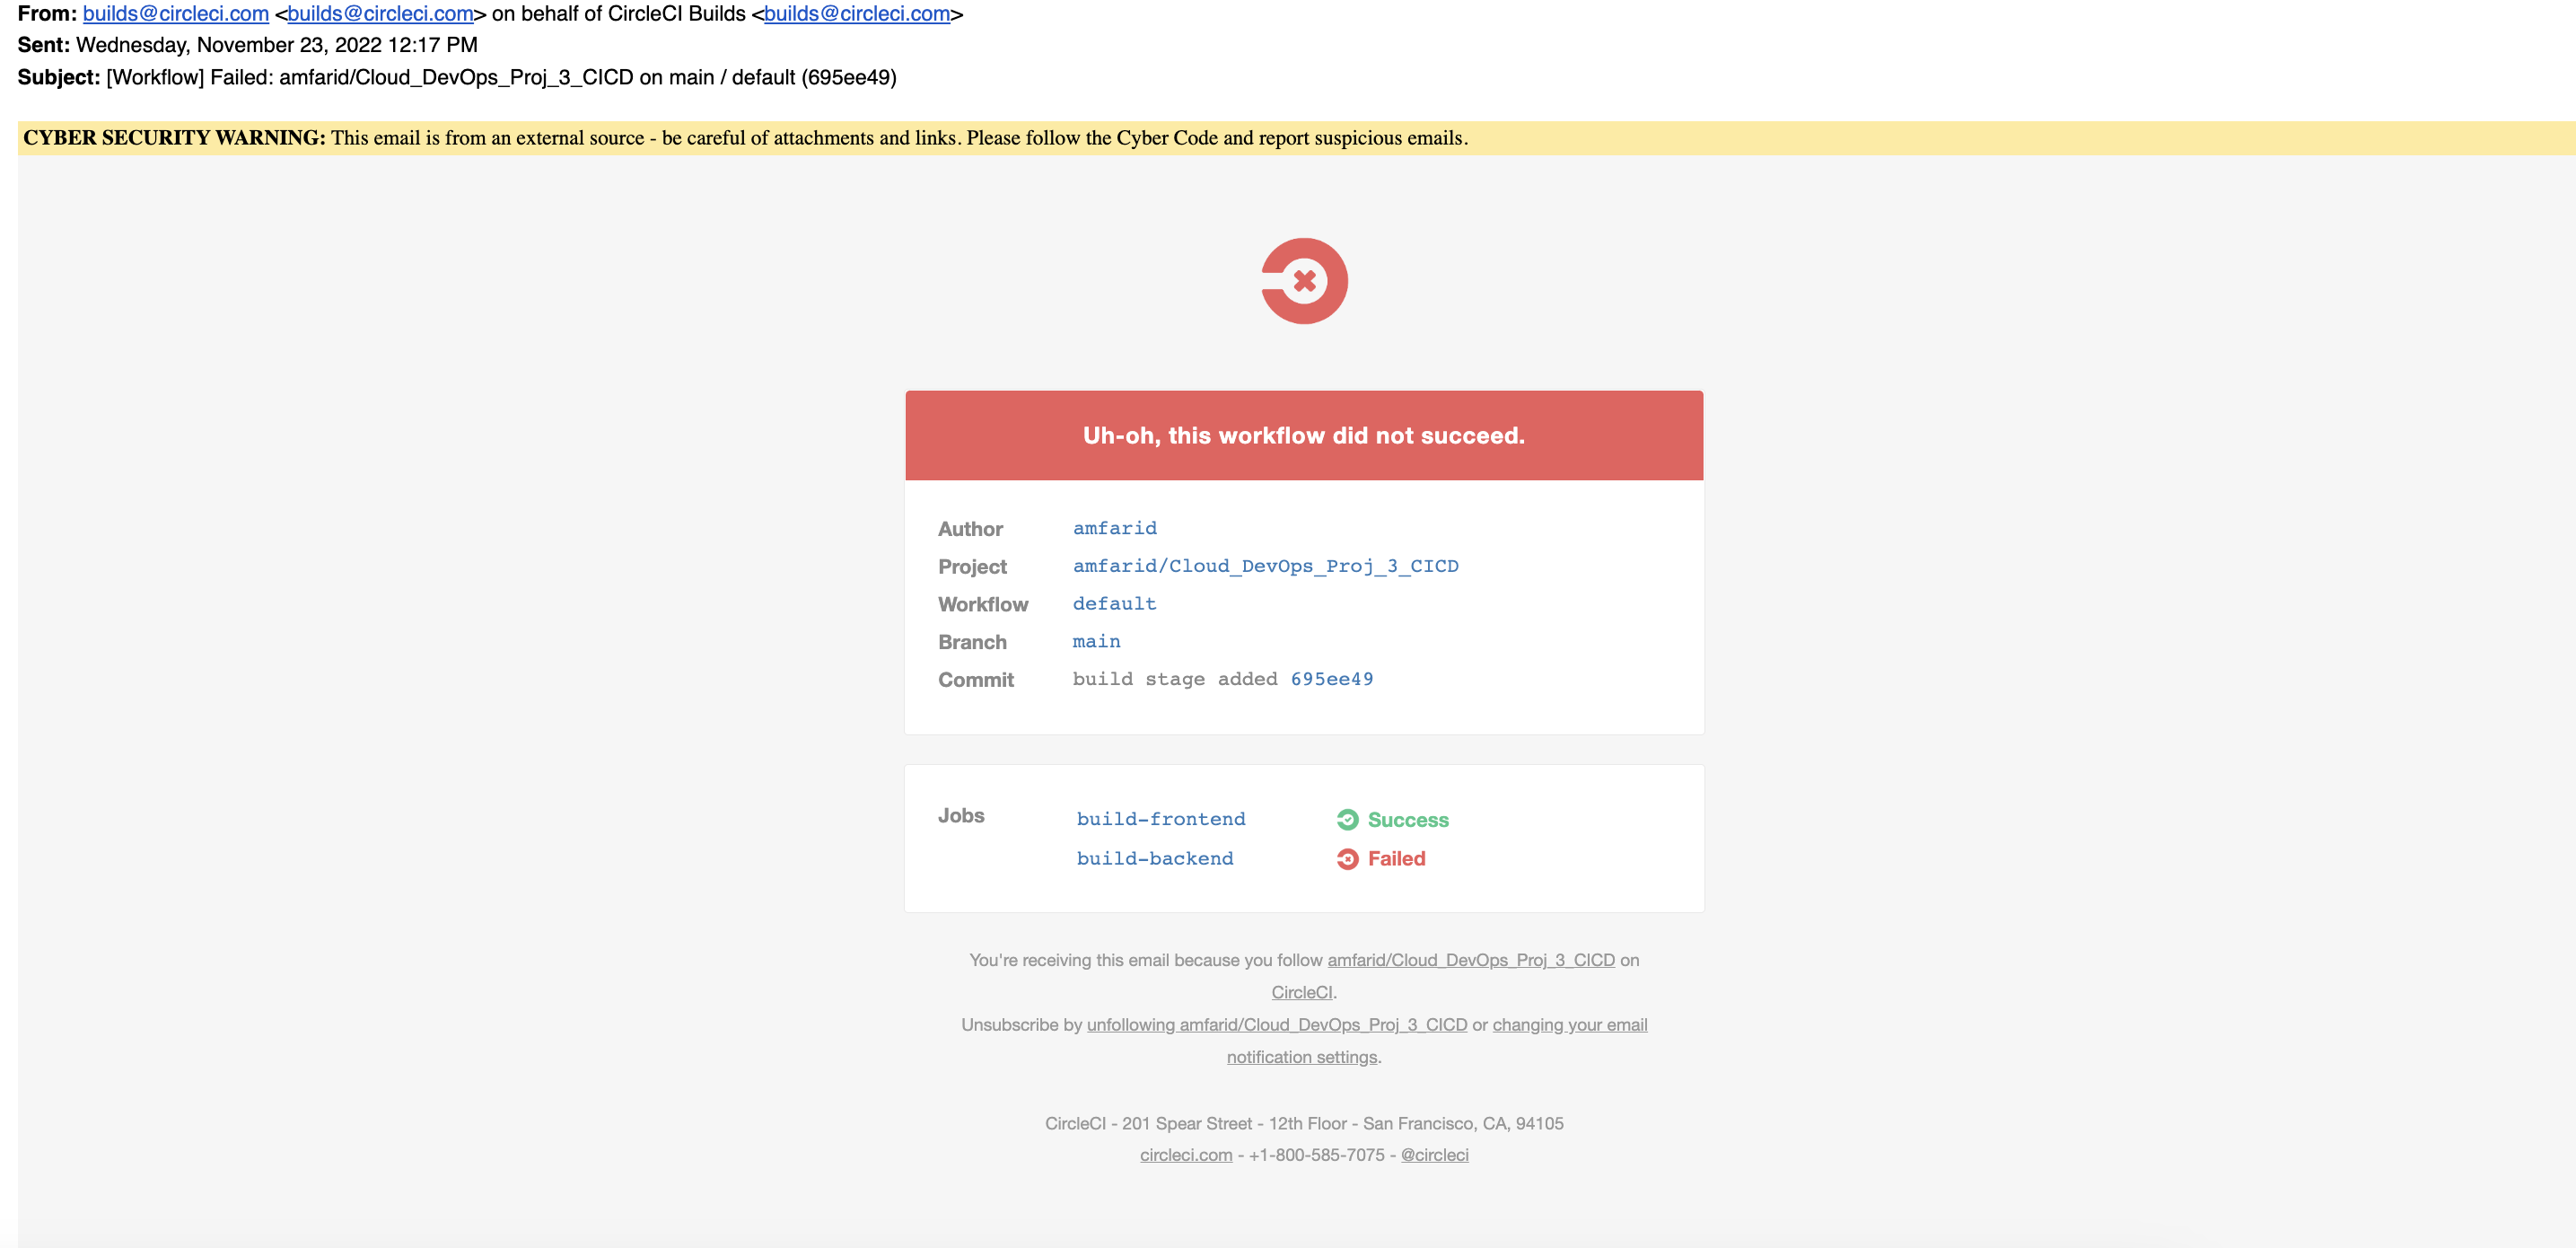 From: builds@circleci.com <builds@circleci.com> on behalf of CircleCI Builds <builds@circleci.com>
Sent: Wednesday, November 23, 2022 12:17 PM
Subject: [Workflow] Failed: amfarid/Cloud_DevOps_Proj_3_CICD on main / default (695ee49)
CYBER SECURITY WARNING: This email is from an external source - be careful of attachments and links. Please follow the Cyber Code and report suspicious emails.
Uh-oh, this workflow did not succeed.
Author amfarid
Project amfarid/Cloud_DevOps_Proj_3_CICD
Workflow default
Branch main
Commit build stage added 695ee49
Jobs build-frontend Success
build-backend Failed
You're receiving this email because you follow amfarid/Cloud_DevOps_Proj_3_CICD on
CircleCI.
Unsubscribe by unfollowing amfarid/Cloud_DevOps_Proj_3_CICD or changing your email
notification settings.
CircleCI - 201 Spear Street - 12th Floor - San Francisco, CA, 94105
circleci.com - +1-800-585-7075 - @circleci